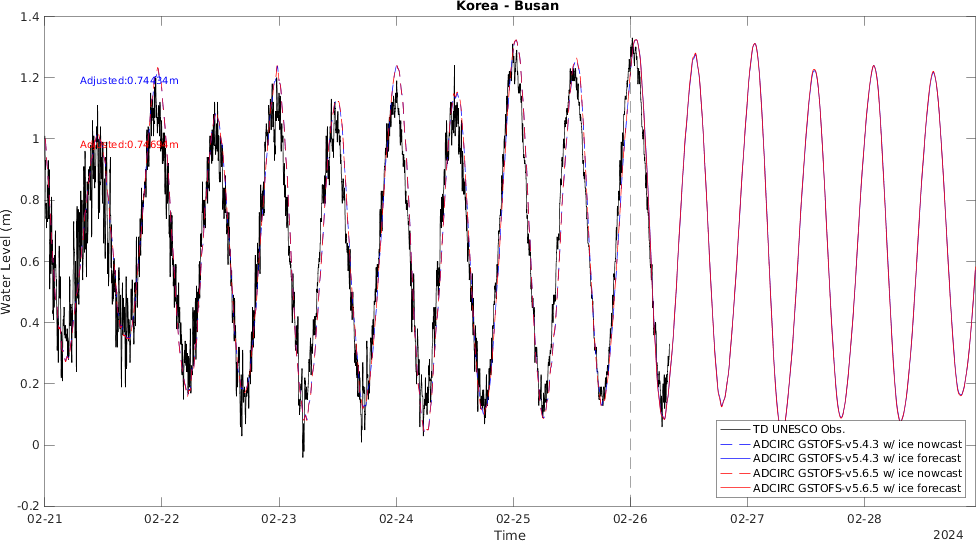 Korea - Busan
1.4
1.2
1
0.8
0.6
0.4
0.2
0
-0.2
Water Level (m)
Adjusted:0.74434m
Adjusted:0.74694m
TD UNESCO Obs.
ADCIRC GSTOFS-v5.4.3 w/ ice nowcast
ADCIRC GSTOFS-v5.4.3 w/ ice forecast
ADCIRC GSTOFS-v5.6.5 w/ ice nowcast
ADCIRC GSTOFS-v5.6.5 w/ ice forecast
02-21 02-22 02-23 02-24 02-25 02-26 02-27 02-28
Time
2024